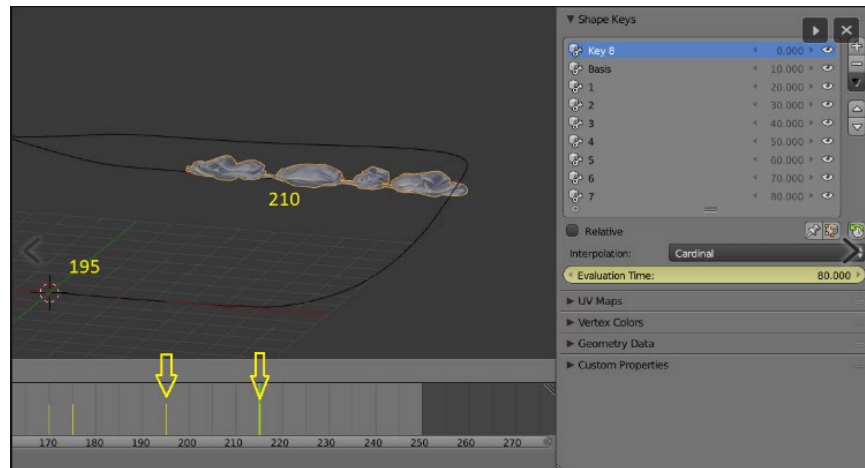 Shape Keys
Key 8 0.000
Basis 10.000
1 20.000
2 30.000
3 40.000
4 50.000
5 60.000
6 70.000
7 80.000
Relative
Interpolation: Cardinal
Evaluation Time: 80.000
UV Maps
Vertex Colors
Geometry Data
Custom Properties
210
195
170 180 190 200 210 220 230 240 250 260 270